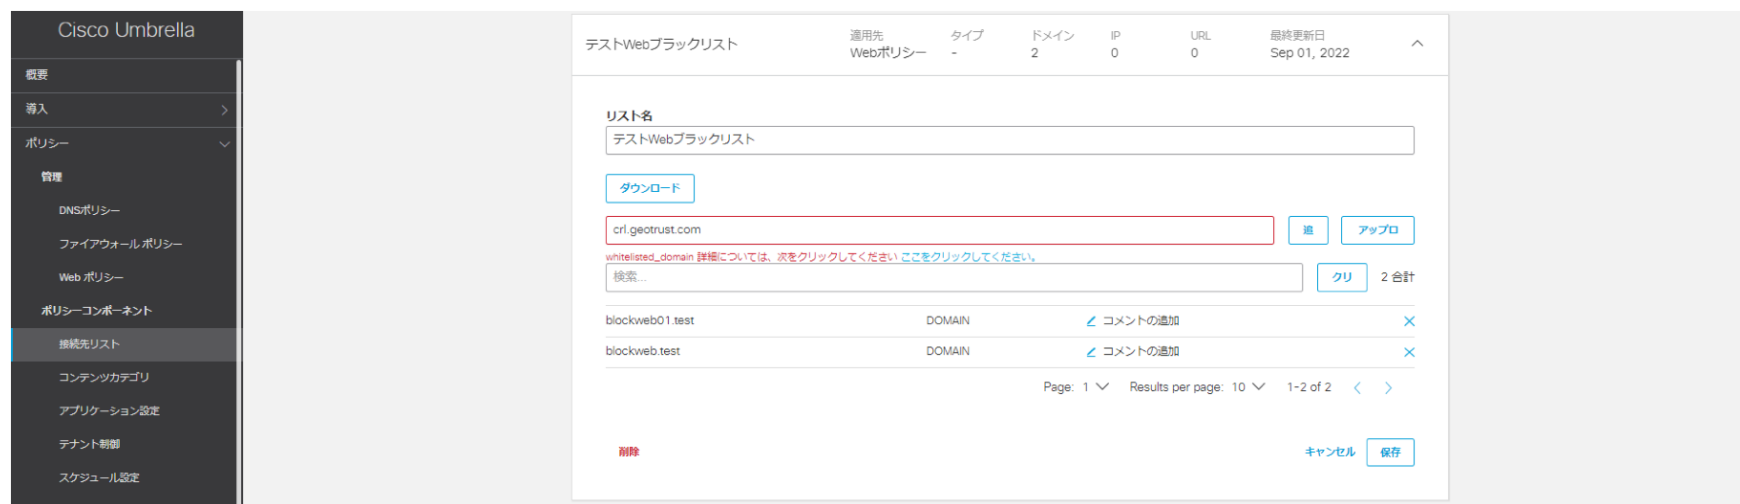 Cisco Umbrella
概要
導入
ポリシー
管理
DNSポリシー
ファイアウォール ポリシー
Web ポリシー
ポリシーコンポーネント
接続先リスト
コンテンツカテゴリ
アプリケーション設定
テナント制御
スケジュール設定
テストWebブラックリスト
適用先 タイプ ドメイン IP URL 最終更新日
Webポリシー - 2 0 0 Sep 01, 2022
リスト名
テストWebブラックリスト
ダウンロード
crl.geotrust.com 追 アップロ
whitelisted_domain 詳細については、次をクリックしてください ここをクリックしてください。
検索... クリ 2 合計
blockweb01.test DOMAIN コメントの追加
blockweb.test DOMAIN コメントの追加
Page: 1 Results per page: 10 1-2 of 2
削除 キャンセル 保存